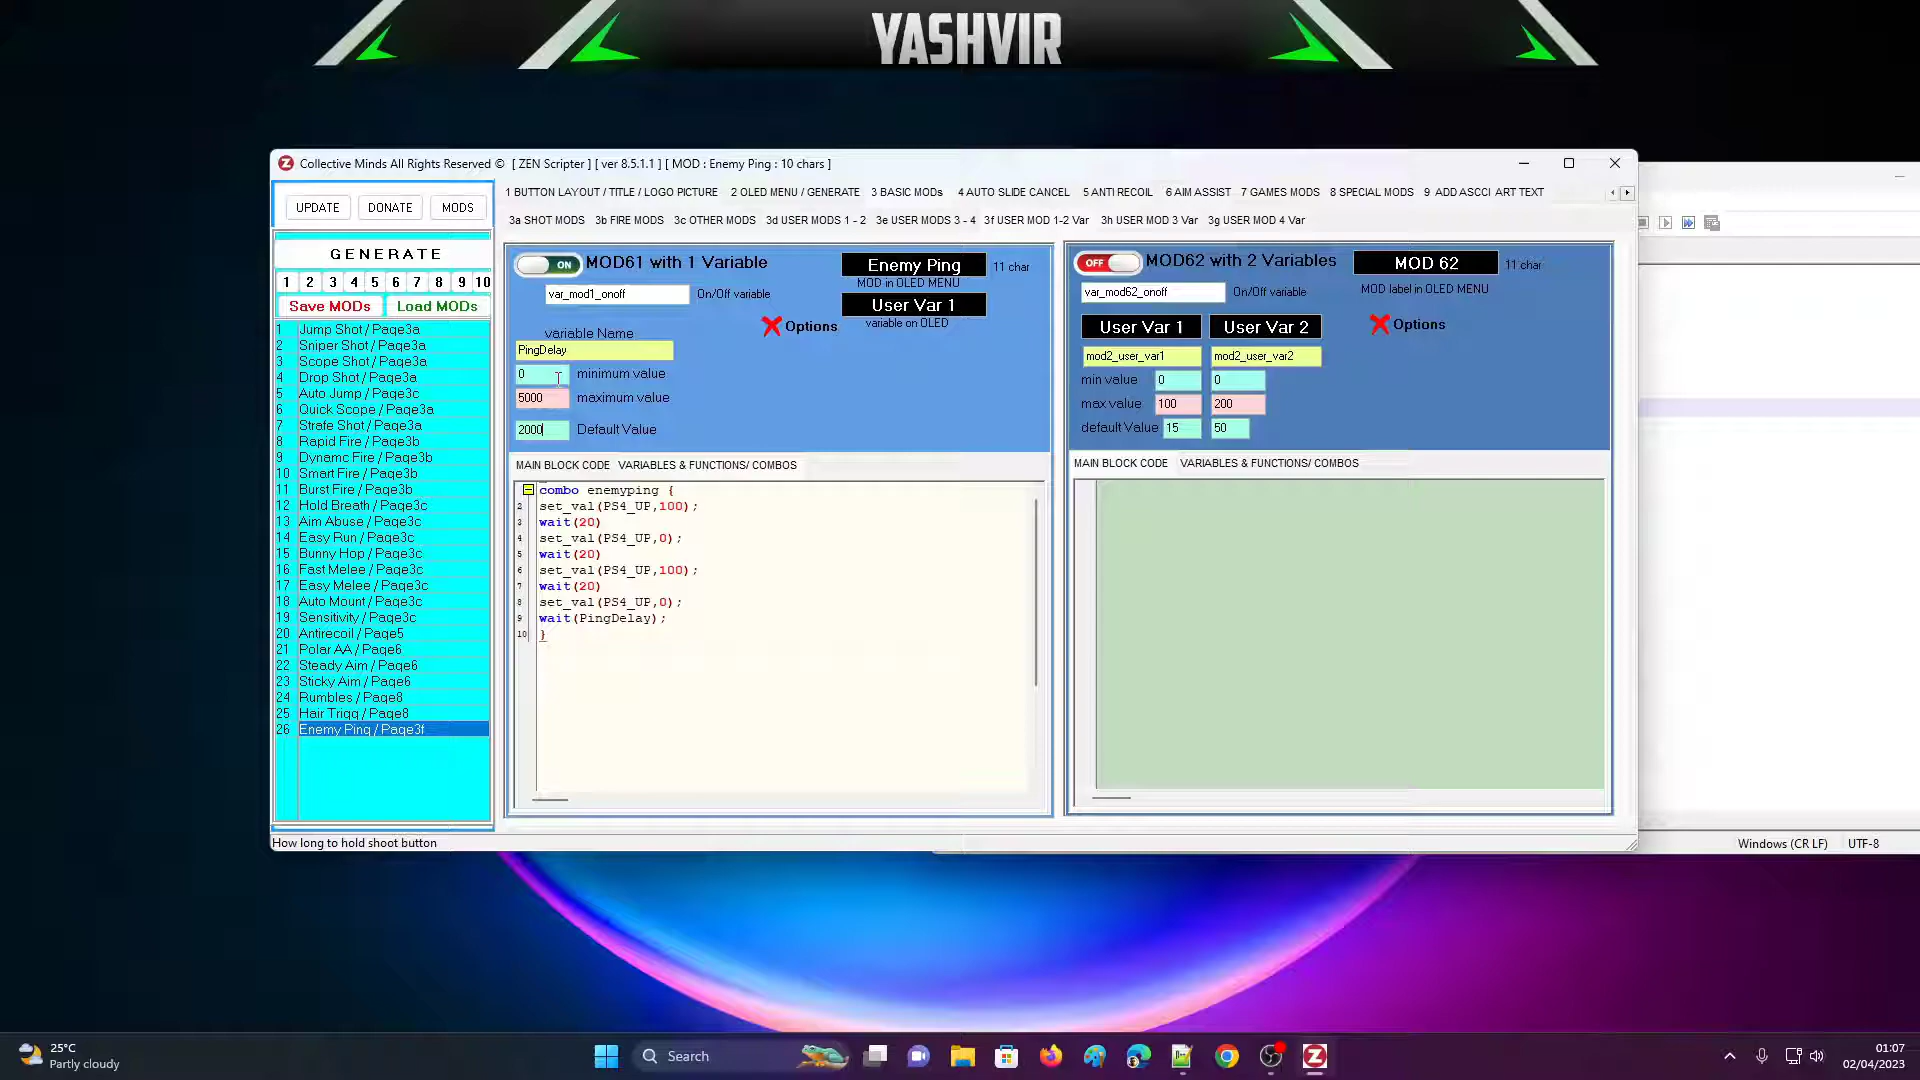 YASHVIR
Collective Minds All Rights Reserved © [ ZEN Scripter ] [ ver 8.5.1.1 ] [ MOD : Enemy Ping : 10 chars ]
UPDATE DONATE MODS
1 BUTTON LAYOUT / TITLE / LOGO PICTURE 2 OLED MENU / GENERATE 3 BASIC MODs 4 AUTO SLIDE CANCEL 5 ANTI RECOIL 6 AIM ASSIST 7 GAMES MODS 8 SPECIAL MODS 9 ADD ASCCI ART TEXT
3a SHOT MODS 3b FIRE MODS 3c OTHER MODS 3d USER MODS 1 - 2 3e USER MODS 3 - 4 3f USER MOD 1-2 Var 3h USER MOD 3 Var 3g USER MOD 4 Var
GENERATE
1 2 3 4 5 6 7 8 9 10
Save MODs Load MODs
1 Jump Shot / Page3a
2 Sniper Shot / Page3a
3 Scope Shot / Page3a
4 Drop Shot / Page3a
5 Auto Jump / Page3c
6 Quick Scope / Page3a
7 Strafe Shot / Page3a
8 Rapid Fire / Page3b
9 Dynamc Fire / Page3b
10 Smart Fire / Page3b
11 Burst Fire / Page3b
12 Hold Breath / Page3c
13 Aim Abuse / Page3c
14 Easy Run / Page3c
15 Bunny Hop / Page3c
16 Fast Melee / Page3c
17 Easy Melee / Page3c
18 Auto Mount / Page3c
19 Sensitivity / Page3c
20 Antirecoil / Page5
21 Polar AA / Page6
22 Steady Aim / Page6
23 Sticky Aim / Page6
24 Rumbles / Page8
25 Hair Trigg / Page8
26 Enemy Ping / Page3f
ON MOD61 with 1 Variable
Enemy Ping 11 char
MOD in OLED MENU
var_mod1_onoff On/Off variable
User Var 1
variable on OLED
Options
variable Name
PingDelay
0 minimum value
5000 maximum value
2000 Default Value
MAIN BLOCK CODE VARIABLES & FUNCTIONS/ COMBOS
combo enemyping {
2 set_val(PS4_UP,100);
3 wait(20)
4 set_val(PS4_UP,0);
5 wait(20)
6 set_val(PS4_UP,100);
7 wait(20)
8 set_val(PS4_UP,0);
9 wait(PingDelay);
10 }
OFF MOD62 with 2 Variables
MOD 62 11 char
MOD label in OLED MENU
var_mod62_onoff On/Off variable
User Var 1 User Var 2
Options
mod2_user_var1 mod2_user_var2
min value 0 0
max value 100 200
default Value 15 50
MAIN BLOCK CODE VARIABLES & FUNCTIONS/ COMBOS
How long to hold shoot button
Windows (CR LF) UTF-8
25°C
Partly cloudy
Search
01:07
02/04/2023